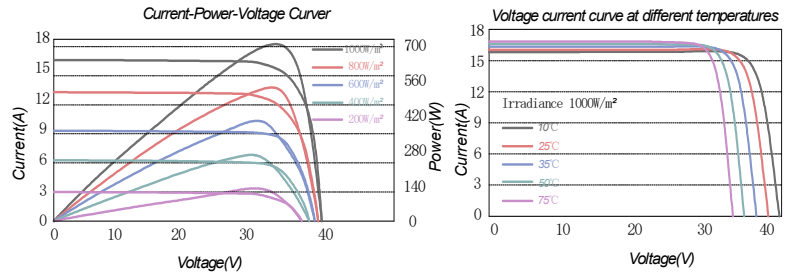 Current-Power-Voltage Curver
18
15
12
9
6
3
0
Current(A)
1000W/m²
800W/m²
600W/m²
400W/m²
200W/m²
700
560
420
280
140
0
Power(W)
0 10 20 30 40
Voltage(V)
Voltage current curve at different temperatures
18
15
12
9
6
3
0
Current(A)
Irradiance 1000W/m²
10℃
25℃
35℃
50℃
75℃
0 10 20 30 40
Voltage(V)